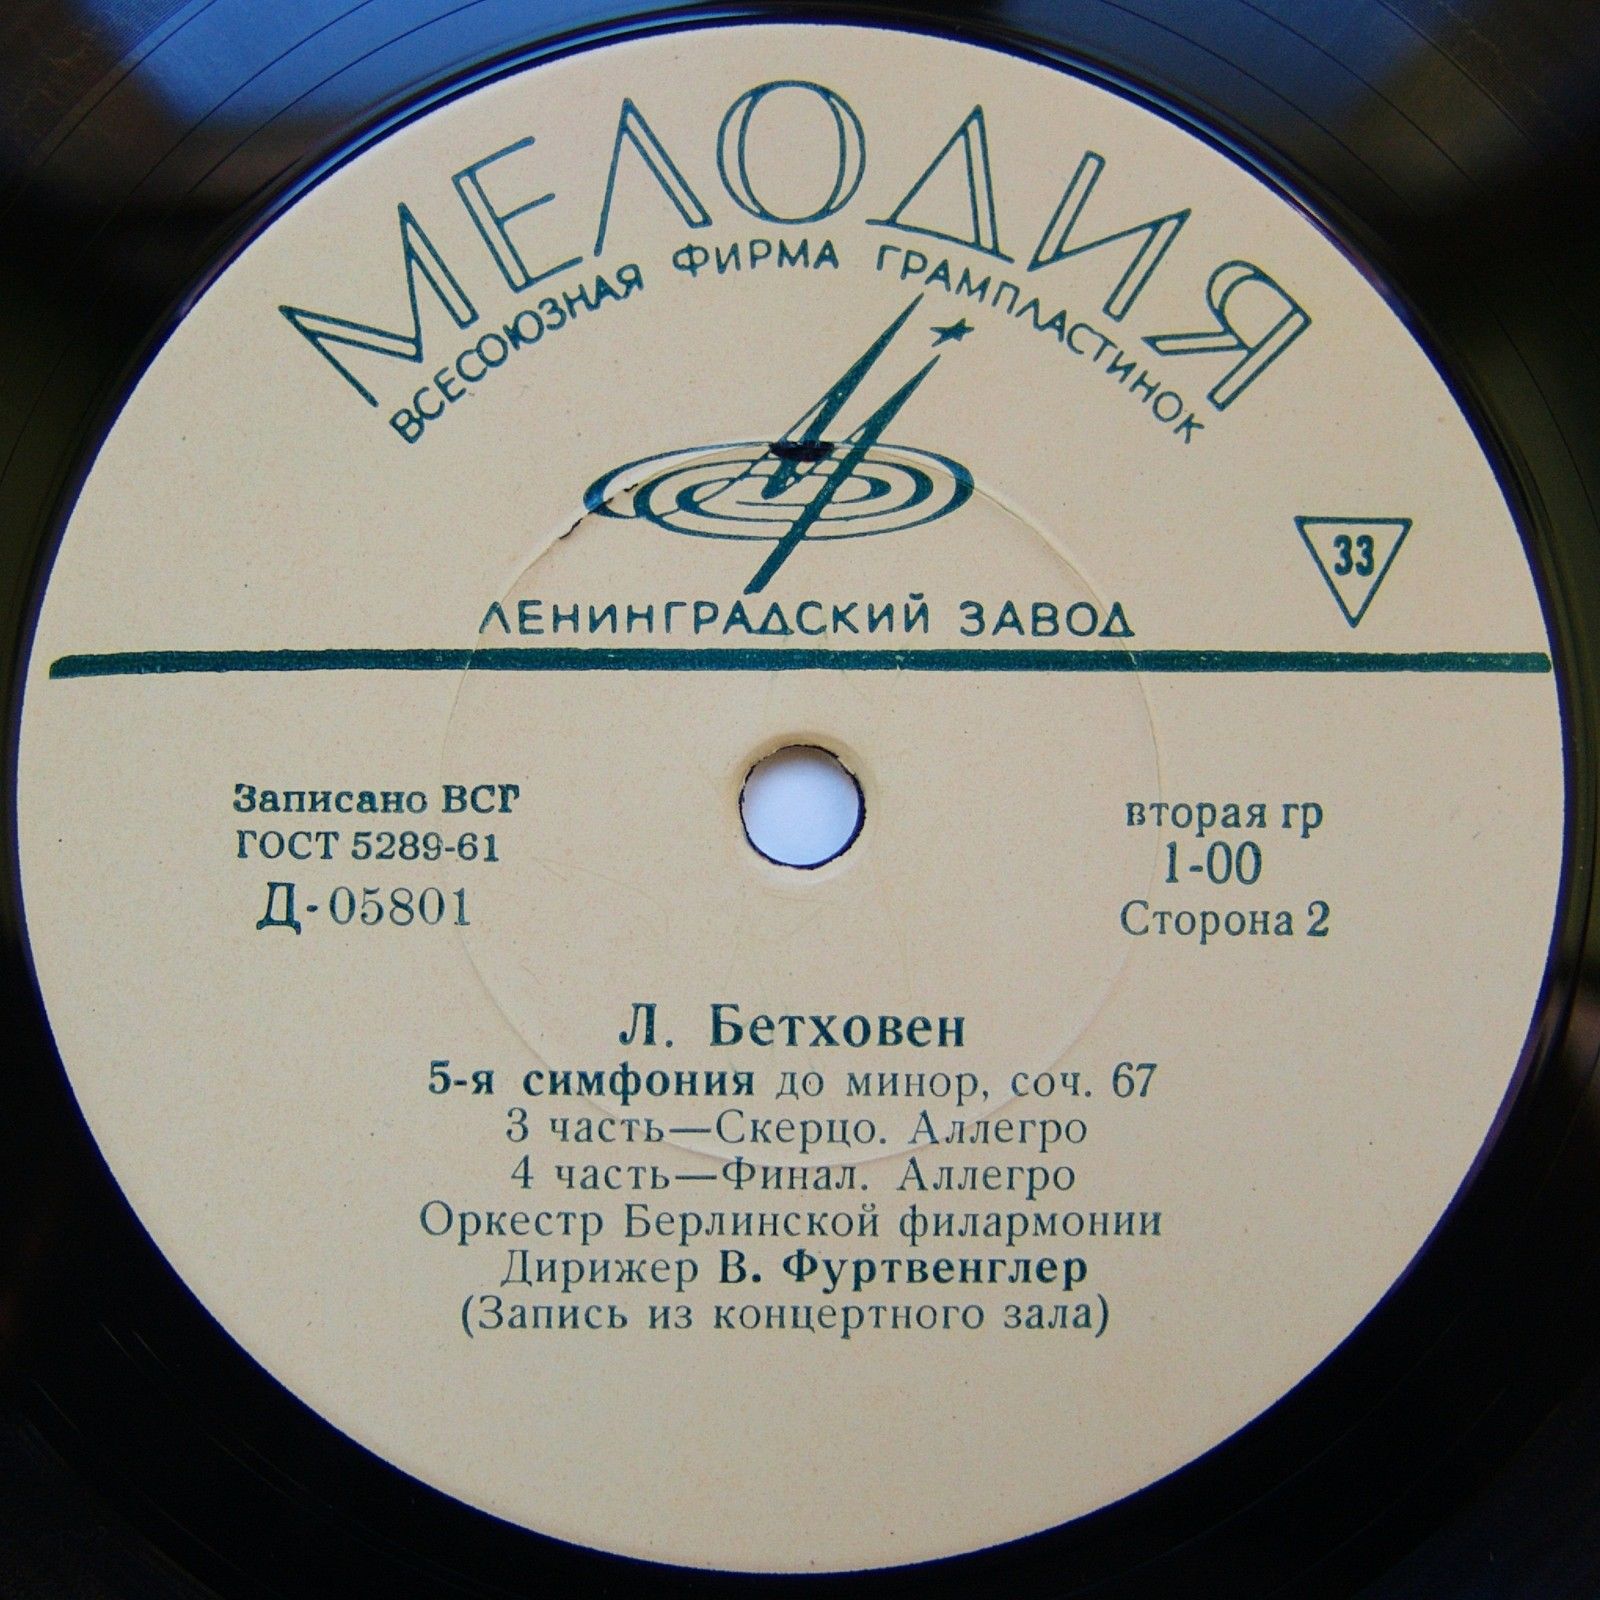 МЕЛОДИЯ
ВСЕСОЮЗНАЯ ФИРМА ГРАМПЛАСТИНОК
33
ЛЕНИНГРАДСКИЙ ЗАВОД
Записано ВСГ
ГОСТ 5289-61
Д-05801
вторая гр
1-00
Сторона 2
Л. Бетховен
5-я симфония до минор, соч. 67
3 часть—Скерцо. Аллегро
4 часть—Финал. Аллегро
Оркестр Берлинской филармонии
Дирижер В. Фуртвенглер
(Запись из концертного зала)